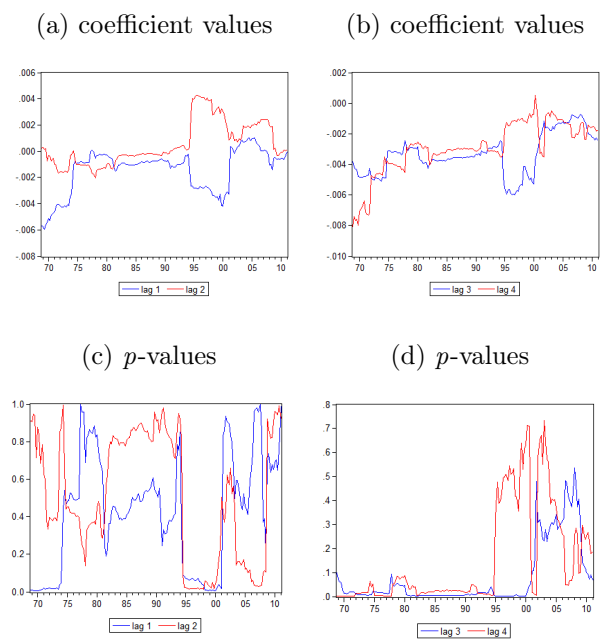 (a) coefficient values
(b) coefficient values
.006
.004
.002
.000
-.002
-.004
-.006
-.008
70 75 80 85 90 95 00 05 10
lag 1 lag 2
.002
.000
-.002
-.004
-.006
-.008
-.010
70 75 80 85 90 95 00 05 10
lag 3 lag 4
(c) p-values
(d) p-values
1.0
0.8
0.6
0.4
0.2
0.0
70 75 80 85 90 95 00 05 10
lag 1 lag 2
.8
.7
.6
.5
.4
.3
.2
.1
.0
70 75 80 85 90 95 00 05 10
lag 3 lag 4